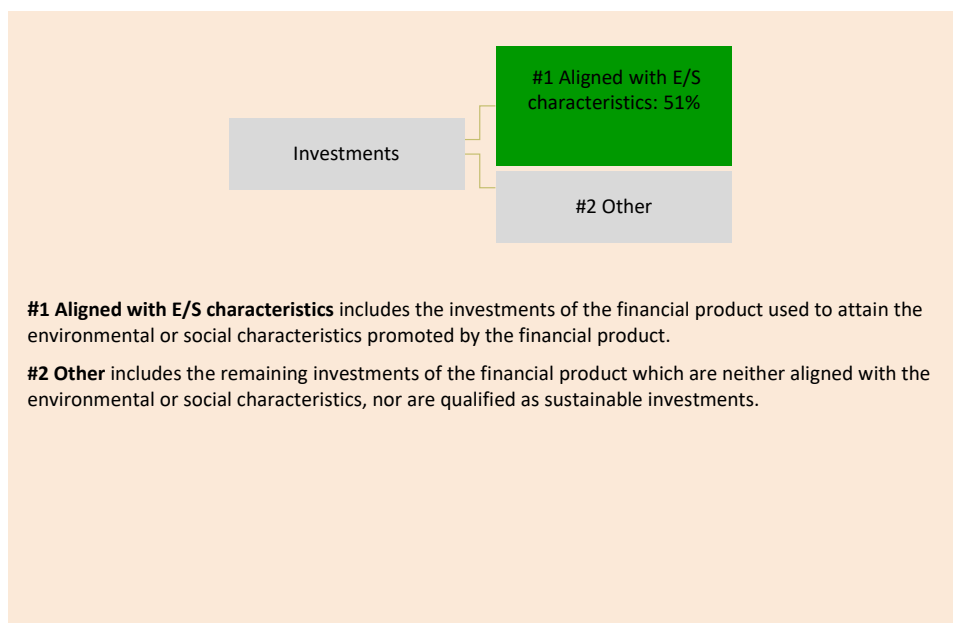 #1 Aligned with E/S
characteristics: 51%
Investments
#2 Other
#1 Aligned with E/S characteristics includes the investments of the financial product used to attain the
environmental or social characteristics promoted by the financial product.
#2 Other includes the remaining investments of the financial product which are neither aligned with the
environmental or social characteristics, nor are qualified as sustainable investments.